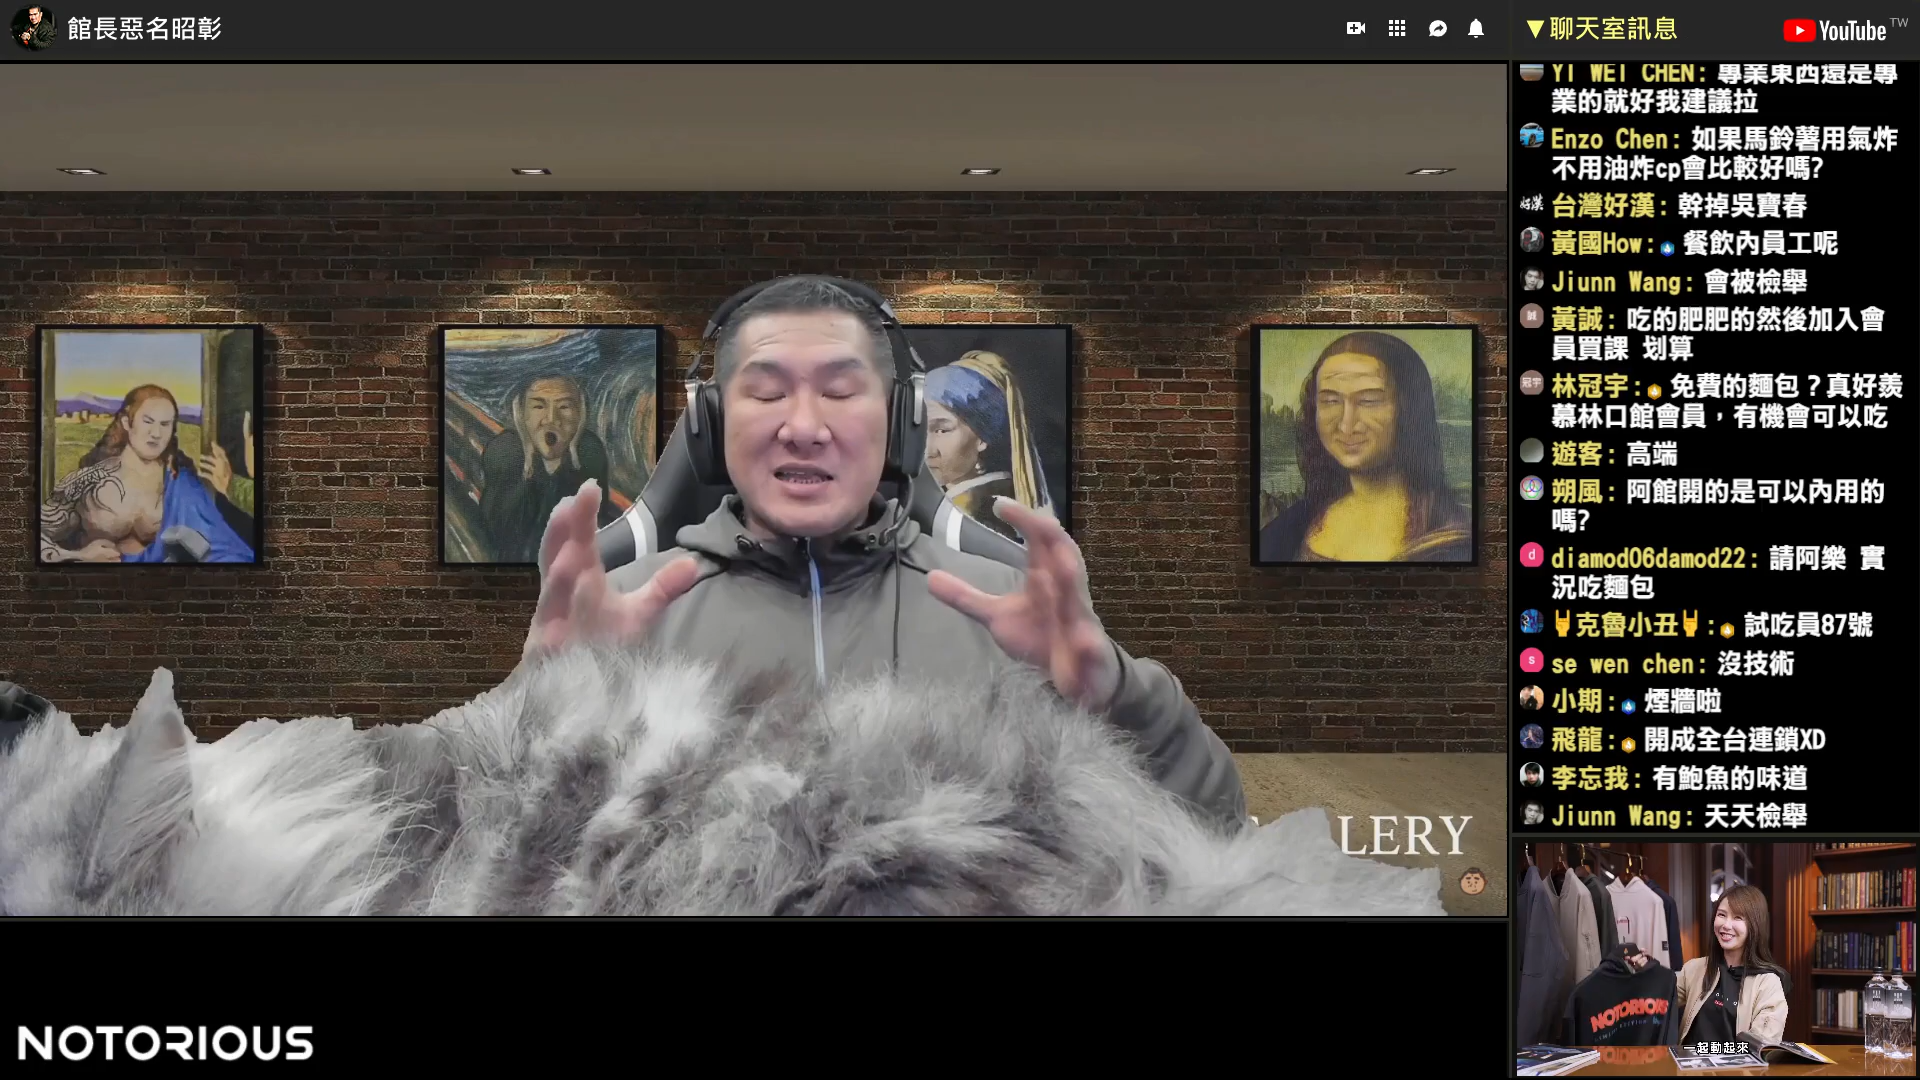 館長惡名昭彰
▼聊天室訊息
YouTube TW
YI WEI CHEN: 專業東西還是專
業的就好我建議拉
Enzo Chen: 如果馬鈴薯用氣炸
不用油炸cp會比較好嗎?
台灣好漢: 幹掉吳寶春
黃國How: 餐飲內員工呢
Jiunn Wang: 會被檢舉
黃誠: 吃的肥肥的然後加入會
員買課 划算
林冠宇: 免費的麵包？真好羨
慕林口館會員，有機會可以吃
遊客: 高端
朔風: 阿館開的是可以內用的
嗎?
diamod06damod22: 請阿樂 實
況吃麵包
🤘克魯小丑🤘: 試吃員87號
se wen chen: 沒技術
小期: 煙牆啦
飛龍: 開成全台連鎖XD
李忘我: 有鮑魚的味道
Jiunn Wang: 天天檢舉
LERY
NOTORIOUS
NOTORIOUS
一起動起來